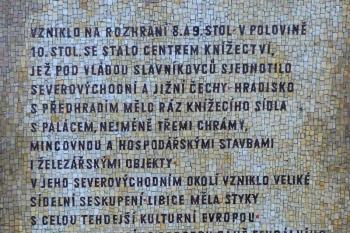 VZNIKLO NA ROZHRANÍ 8.A 9. STOL. V POLOVINĚ
10. STOL. SE STALO CENTREM KNÍŽECTVÍ,
JEŽ POD VLÁDOU SLAVNÍKOVCŮ SJEDNOTILO
SEVEROVÝCHODNÍ A JIŽNÍ ČECHY· HRADISKO
S PŘEDHRADÍM MĚLO RÁZ KNÍŽECÍHO SÍDLA
S PALÁCEM, NEJMÉNĚ TŘEMI CHRÁMY,
MINCOVNOU A HOSPODÁŘSKÝMI STAVBAMI
I ŽELEZÁŘSKÝMI OBJEKTY·
V JEHO SEVEROVÝCHODNÍM OKOLÍ VZNIKLO VELIKÉ
SÍDELNÍ SESKUPENÍ-LIBICE MĚLA STYKY
S CELOU TEHDEJŠÍ KULTURNÍ EVROPOU·